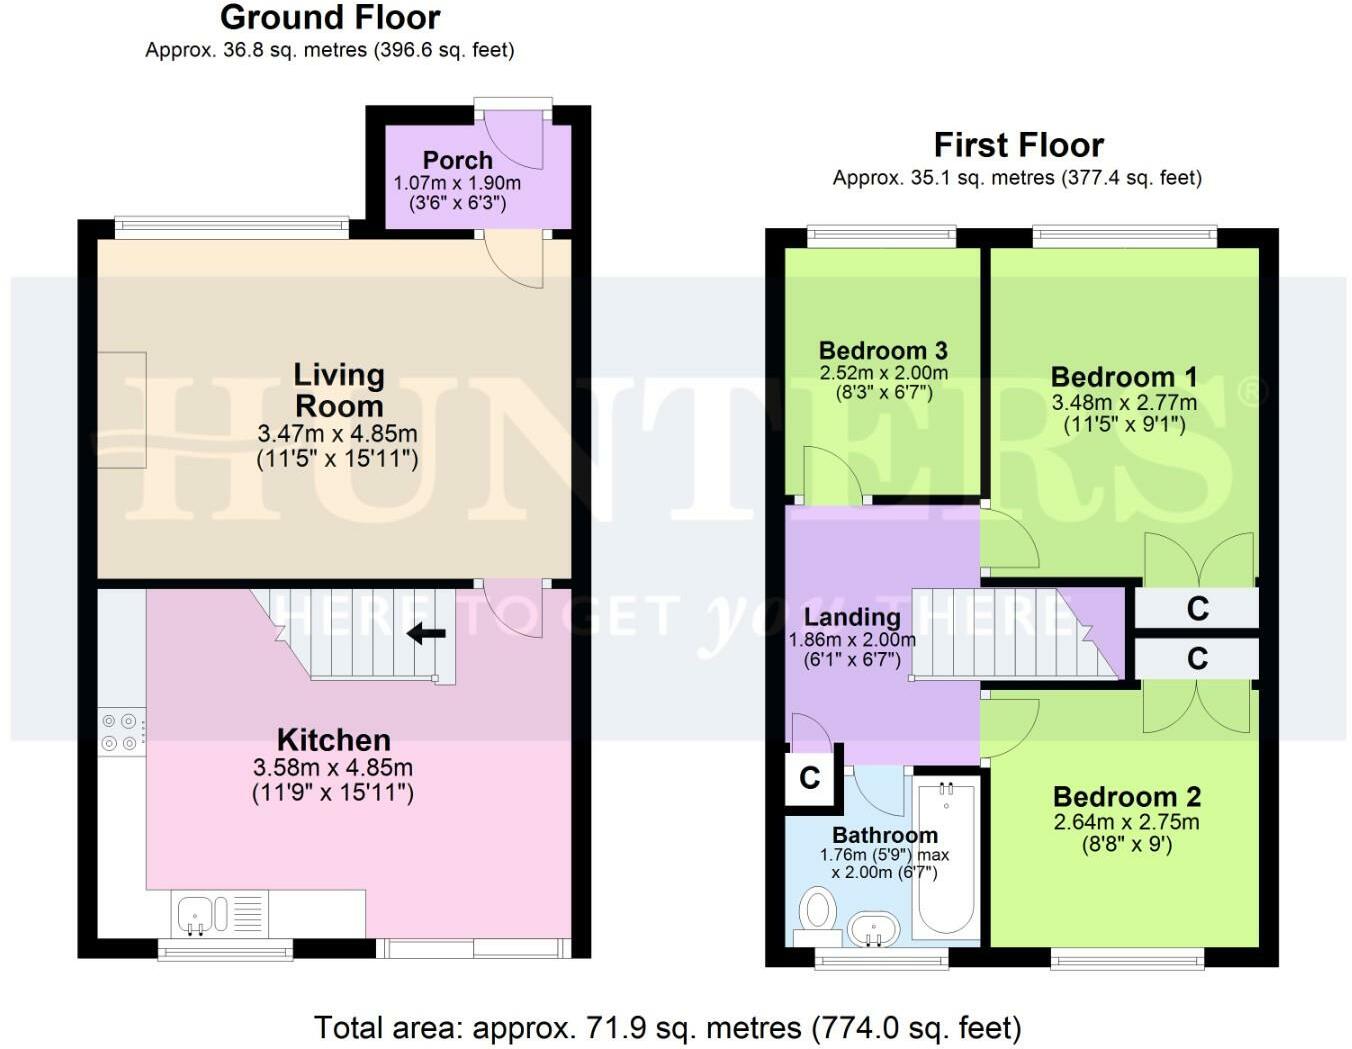 Ground Floor
Approx. 36.8 sq. metres (396.6 sq. feet)
Porch
1.07m x 1.90m
(3'6" x 6'3")
Living
Room
3.47m x 4.85m
(11'5" x 15'11")
Kitchen
3.58m x 4.85m
(11'9" x 15'11")
First Floor
Approx. 35.1 sq. metres (377.4 sq. feet)
Bedroom 3
2.52m x 2.00m
(8'3" x 6'7")
Bedroom 1
3.48m x 2.77m
(11'5" x 9'1")
Landing
1.86m x 2.00m
(6'1" x 6'7")
C
C
C
Bedroom 2
2.64m x 2.75m
(8'8" x 9')
Bathroom
1.76m (5'9") max
x 2.00m (6'7")
HUNTERS®
HERE TO GET you THERE
Total area: approx. 71.9 sq. metres (774.0 sq. feet)